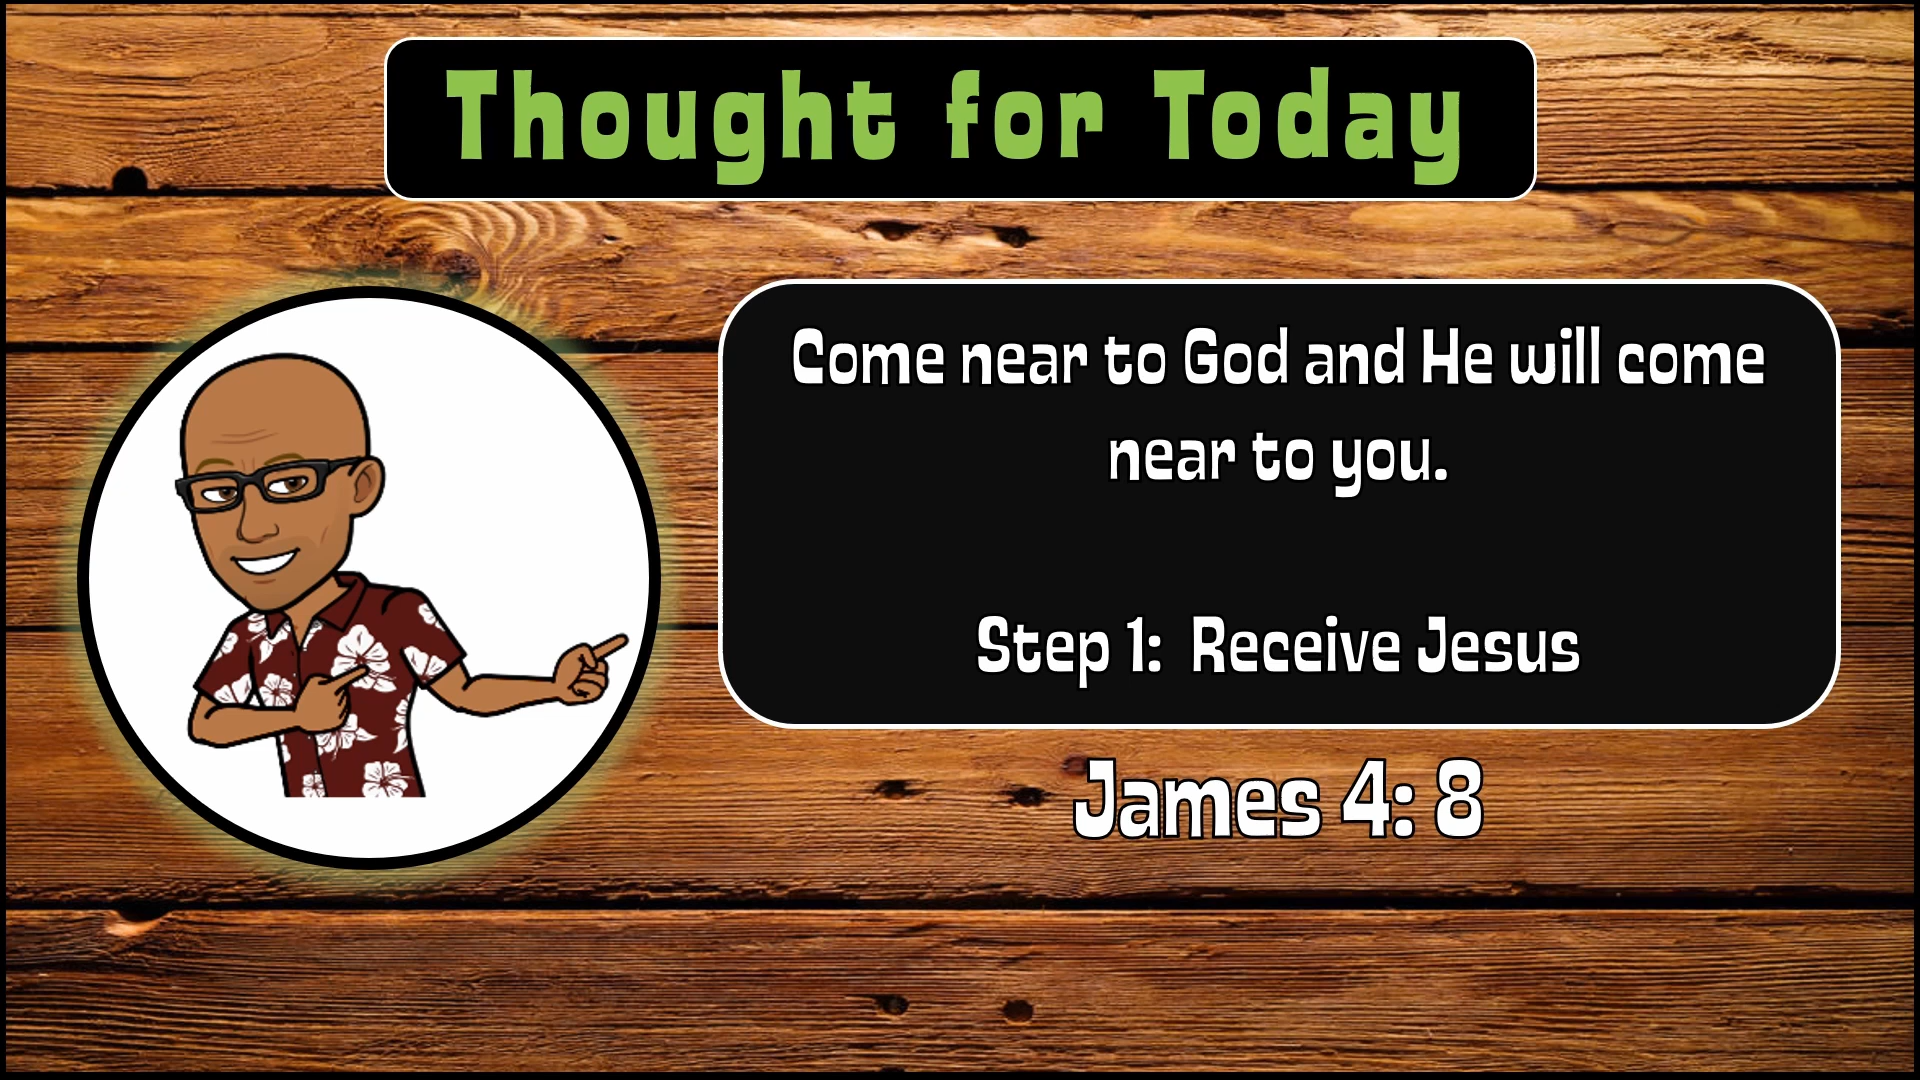 Thought for Today
Come near to God and He will come
near to you.
Step 1:  Receive Jesus
James 4: 8